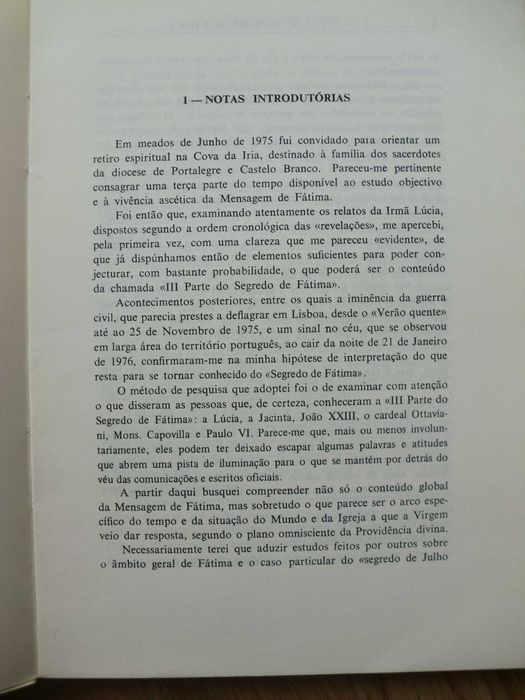 1 — NOTAS INTRODUTÓRIAS
Em meados de Junho de 1975 fui convidado para orientar um
retiro espiritual na Cova da Iria, destinado à família dos sacerdotes
da diocese de Portalegre e Castelo Branco. Pareceu-me pertinente
consagrar uma terça parte do tempo disponível ao estudo objectivo
e à vivência ascética da Mensagem de Fátima.
Foi então que, examinando atentamente os relatos da Irmã Lúcia,
dispostos segundo a ordem cronológica das «revelações», me apercebi,
pela primeira vez, com uma clareza que me pareceu «evidente», de
que já dispúnhamos então de elementos suficientes para poder con-
jecturar, com bastante probabilidade, o que poderá ser o conteúdo
da chamada «III Parte do Segredo de Fátima».
Acontecimentos posteriores, entre os quais a iminência da guerra
civil, que parecia prestes a deflagrar em Lisboa, desde o «Verão quente»
até ao 25 de Novembro de 1975, e um sinal no céu, que se observou
em larga área do território português, ao cair da noite de 21 de Janeiro
de 1976, confirmaram-me na minha hipótese de interpretação do que
resta para se tornar conhecido do «Segredo de Fátima».
O método de pesquisa que adoptei foi o de examinar com atenção
o que disseram as pessoas que, de certeza, conheceram a «III Parte do
Segredo de Fátima»: a Lúcia, a Jacinta, João XXIII, o cardeal Ottavia-
ni, Mons. Capovilla e Paulo VI. Parece-me que, mais ou menos involun-
tariamente, eles podem ter deixado escapar algumas palavras e atitudes
que abrem uma pista de iluminação para o que se mantém por detrás do
véu das comunicações e escritos oficiais.
A partir daqui busquei compreender não só o conteúdo global
da Mensagem de Fátima, mas sobretudo o que parece ser o arco espe-
cífico do tempo e da situação do Mundo e da Igreja a que a Virgem
veio dar resposta, segundo o plano omnisciente da Providência divina.
Necessariamente terei que aduzir estudos feitos por outros sobre
o âmbito geral de Fátima e o caso particular do «segredo de Julho